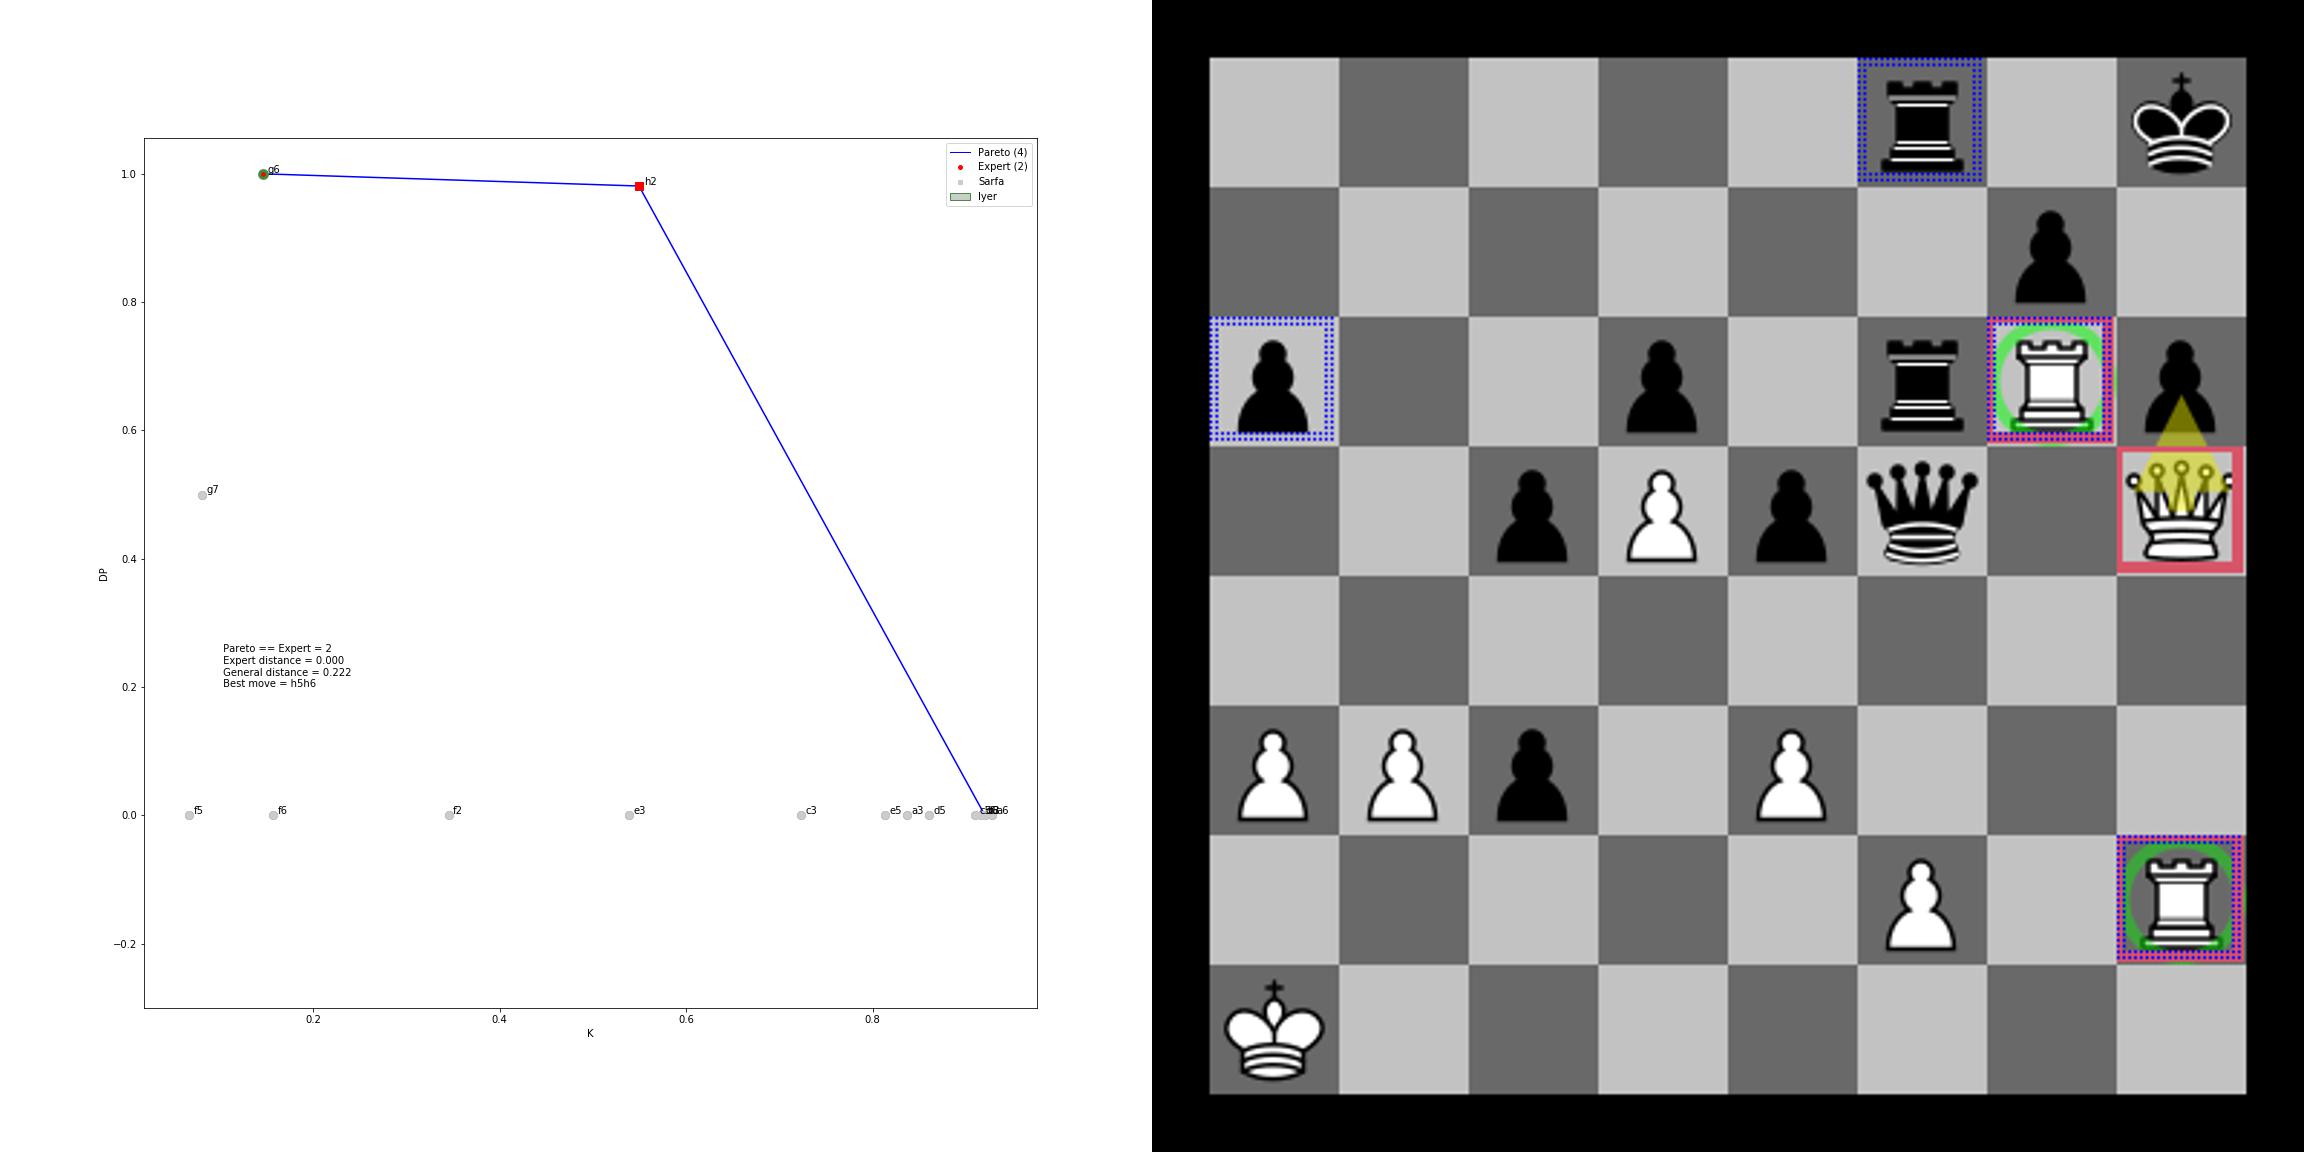 Pareto (4)
Expert (2)
Sarfa
Iyer
1.0
g6
h2
0.8
0.6
g7
0.4
DP
Pareto == Expert = 2
Expert distance = 0.000
General distance = 0.222
Best move = h5h6
0.2
0.0
f5
f6
f2
e3
c3
e5
a3
d5
a6
−0.2
0.2
0.4
0.6
0.8
K